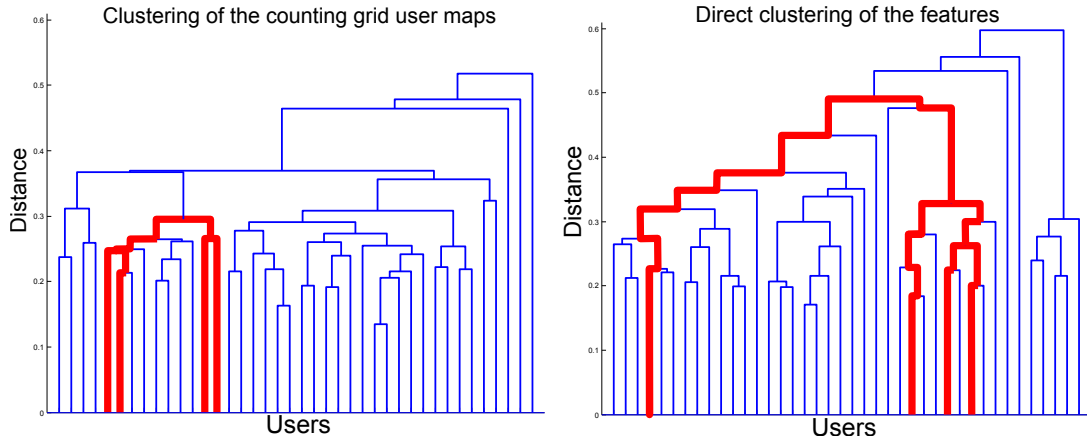 Clustering of the counting grid user maps
0.6
0.5
0.4
0.3
0.2
0.1
0
Distance
Users
Direct clustering of the features
0.6
0.5
0.4
0.3
0.2
0.1
0
Distance
Users